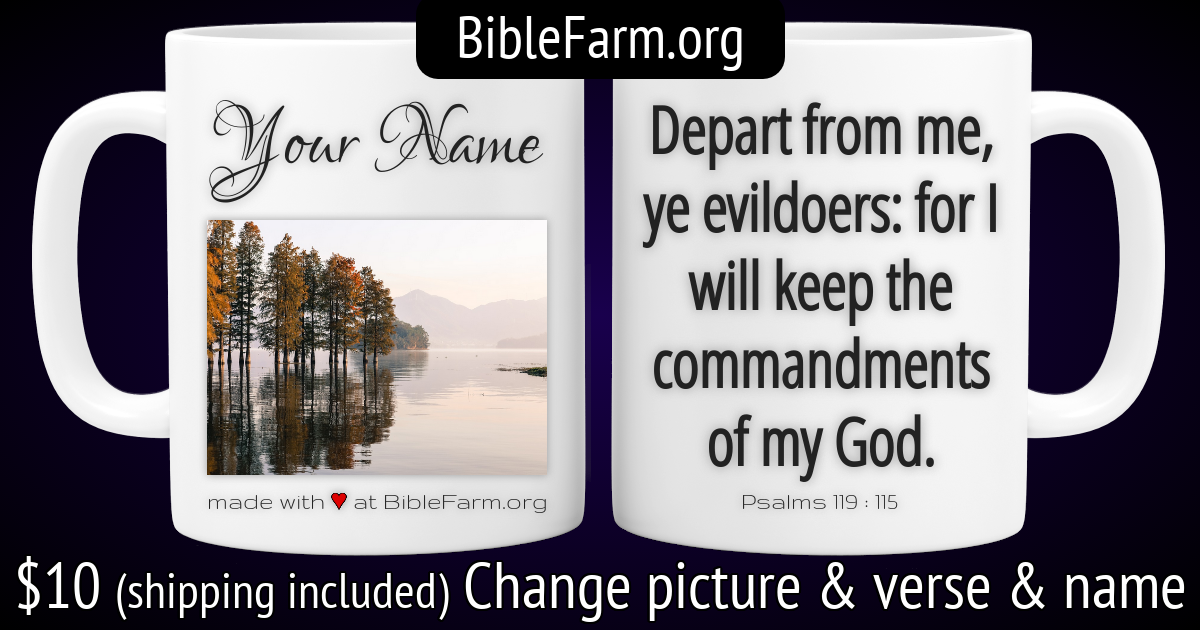 BibleFarm.org
Your Name
made with ♥ at BibleFarm.org
Depart from me,
ye evildoers: for I
will keep the
commandments
of my God.
Psalms 119 : 115
$10 (shipping included) Change picture & verse & name